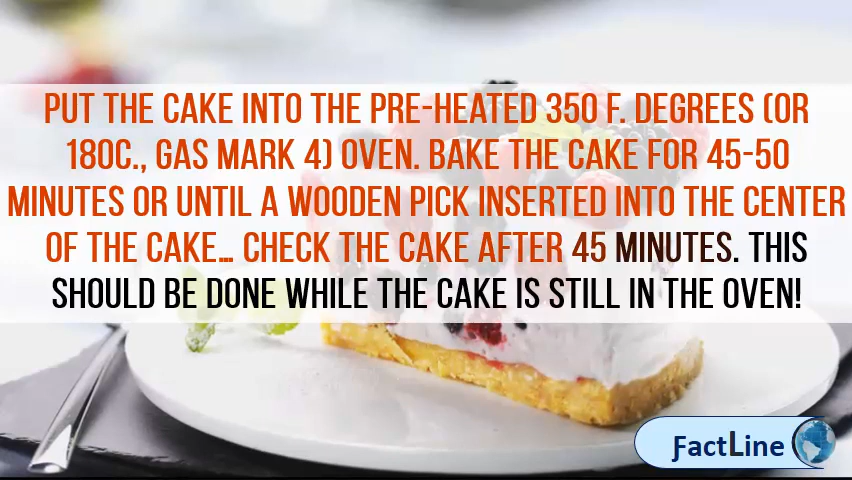 PUT THE CAKE INTO THE PRE-HEATED 350 F. DEGREES (OR
180C., GAS MARK 4) OVEN. BAKE THE CAKE FOR 45-50
MINUTES OR UNTIL A WOODEN PICK INSERTED INTO THE CENTER
OF THE CAKE... CHECK THE CAKE AFTER 45 MINUTES. THIS
SHOULD BE DONE WHILE THE CAKE IS STILL IN THE OVEN!
FactLine